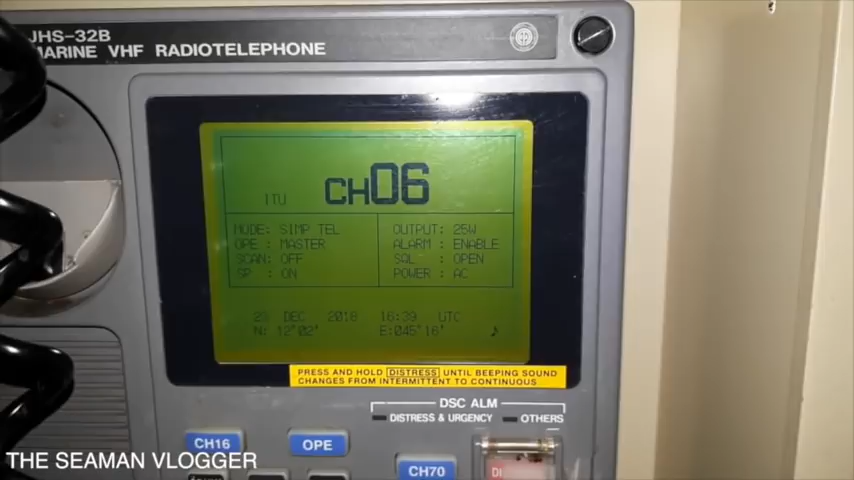 JHS-32B
MARINE VHF RADIOTELEPHONE
ITU CH06
MODE: SIMP TEL OUTPUT: 25W
OPE : MASTER ALARM : ENABLE
SCAN: OFF SQL : OPEN
SP : ON POWER : AC
DEC 2018 16:39 UTC
N: 12°02' E:045°16' ♪
PRESS AND HOLD DISTRESS UNTIL BEEPING SOUND
CHANGES FROM INTERMITTENT TO CONTINUOUS
DSC ALM
DISTRESS & URGENCY OTHERS
CH16 OPE
CH70 DI
THE SEAMAN VLOGGER